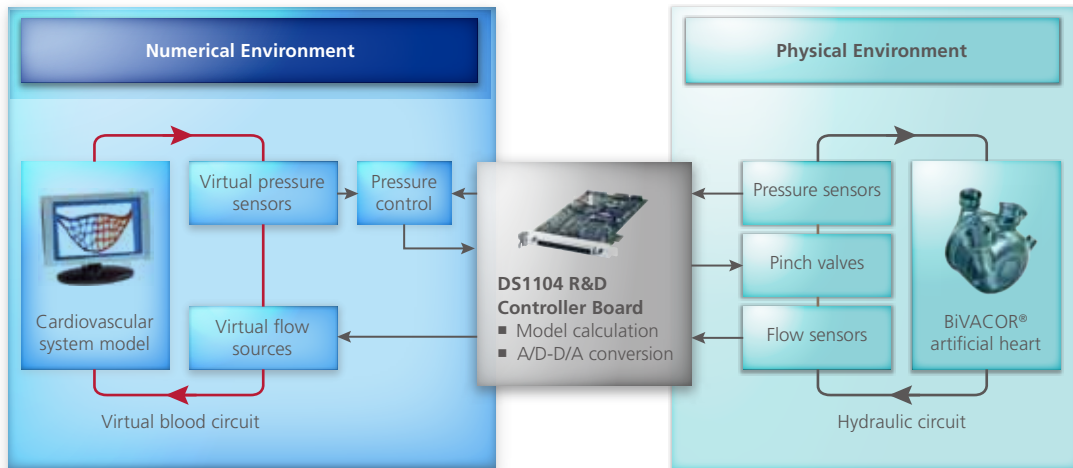 Numerical Environment
Physical Environment
Virtual pressure
sensors
Pressure
control
Cardiovascular
system model
Virtual flow
sources
Virtual blood circuit
DS1104 R&D
Controller Board
■ Model calculation
■ A/D-D/A conversion
Pressure sensors
Pinch valves
Flow sensors
BiVACOR®
artificial heart
Hydraulic circuit